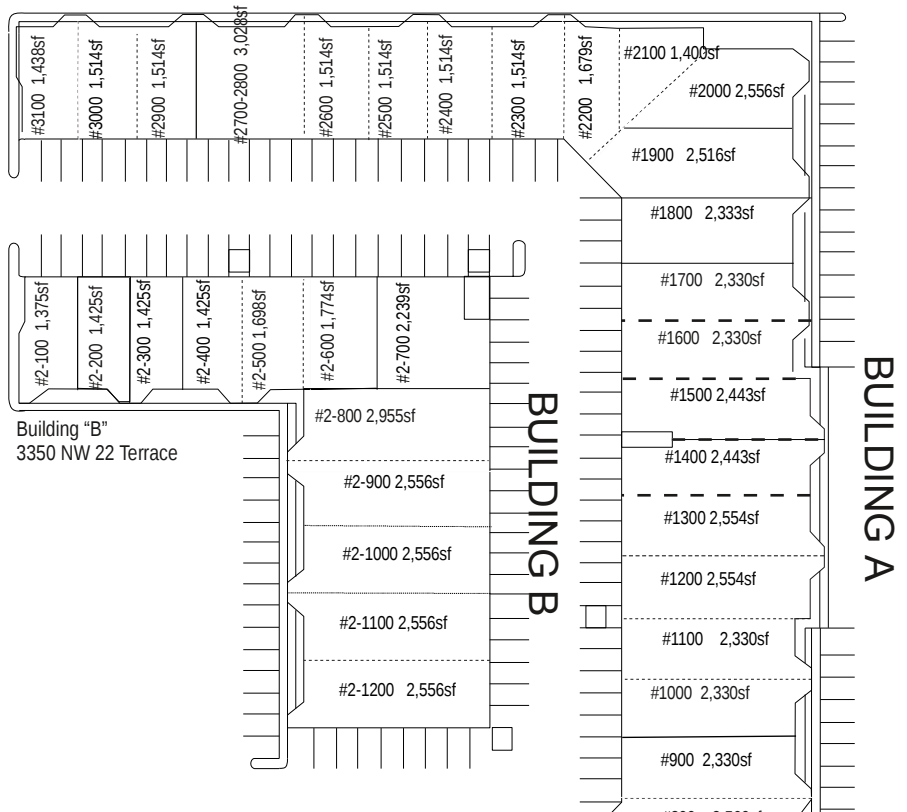 #3100 1,438sf
#3000 1,514sf
#2900 1,514sf
#2700-2800 3,028sf
#2600 1,514sf
#2500 1,514sf
#2400 1,514sf
#2300 1,514sf
#2200 1,679sf
#2100 1,400sf
#2000 2,556sf
#1900 2,516sf
#1800 2,333sf
#1700 2,330sf
#1600 2,330sf
#1500 2,443sf
#1400 2,443sf
#1300 2,554sf
#1200 2,554sf
#1100 2,330sf
#1000 2,330sf
#900 2,330sf
BUILDING A
#2-100 1,375sf
#2-200 1,425sf
#2-300 1,425sf
#2-400 1,425sf
#2-500 1,698sf
#2-600 1,774sf
#2-700 2,239sf
#2-800 2,955sf
#2-900 2,556sf
#2-1000 2,556sf
#2-1100 2,556sf
#2-1200 2,556sf
BUILDING B
Building “B”
3350 NW 22 Terrace